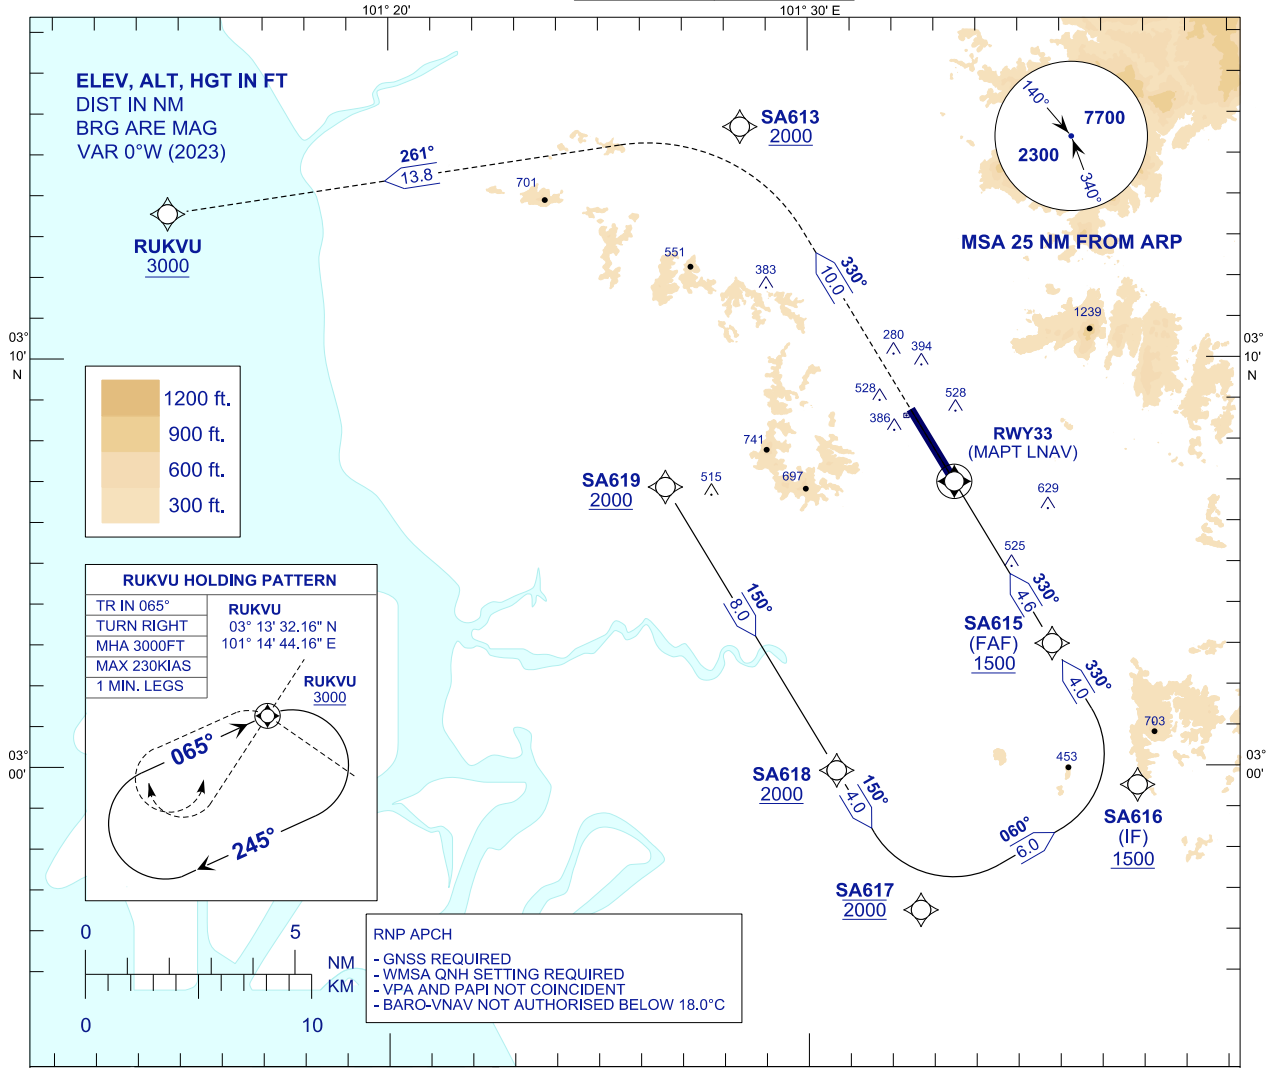 101° 20'
101° 30' E
ELEV, ALT, HGT IN FT
DIST IN NM
BRG ARE MAG
VAR 0°W (2023)
SA613
2000
140°
7700
2300
340°
MSA 25 NM FROM ARP
261°
13.8
701
RUKVU
3000
551
383
330°
10.0
1239
03°
10'
N
03°
10'
N
280
394
528
528
386
1200 ft.
900 ft.
600 ft.
300 ft.
RWY33
(MAPT LNAV)
741
697
SA619
2000
515
629
525
RUKVU HOLDING PATTERN
TR IN 065°
TURN RIGHT
MHA 3000FT
MAX 230KIAS
1 MIN. LEGS
RUKVU
03° 13' 32.16" N
101° 14' 44.16" E
RUKVU
3000
065°
245°
150°
8.0
330°
4.6
SA615
(FAF)
1500
330°
4.0
703
453
03°
00'
03°
00'
SA618
2000
150°
4.0
060°
6.0
SA616
(IF)
1500
SA617
2000
0
5
NM
KM
0
10
RNP APCH
- GNSS REQUIRED
- WMSA QNH SETTING REQUIRED
- VPA AND PAPI NOT COINCIDENT
- BARO-VNAV NOT AUTHORISED BELOW 18.0°C